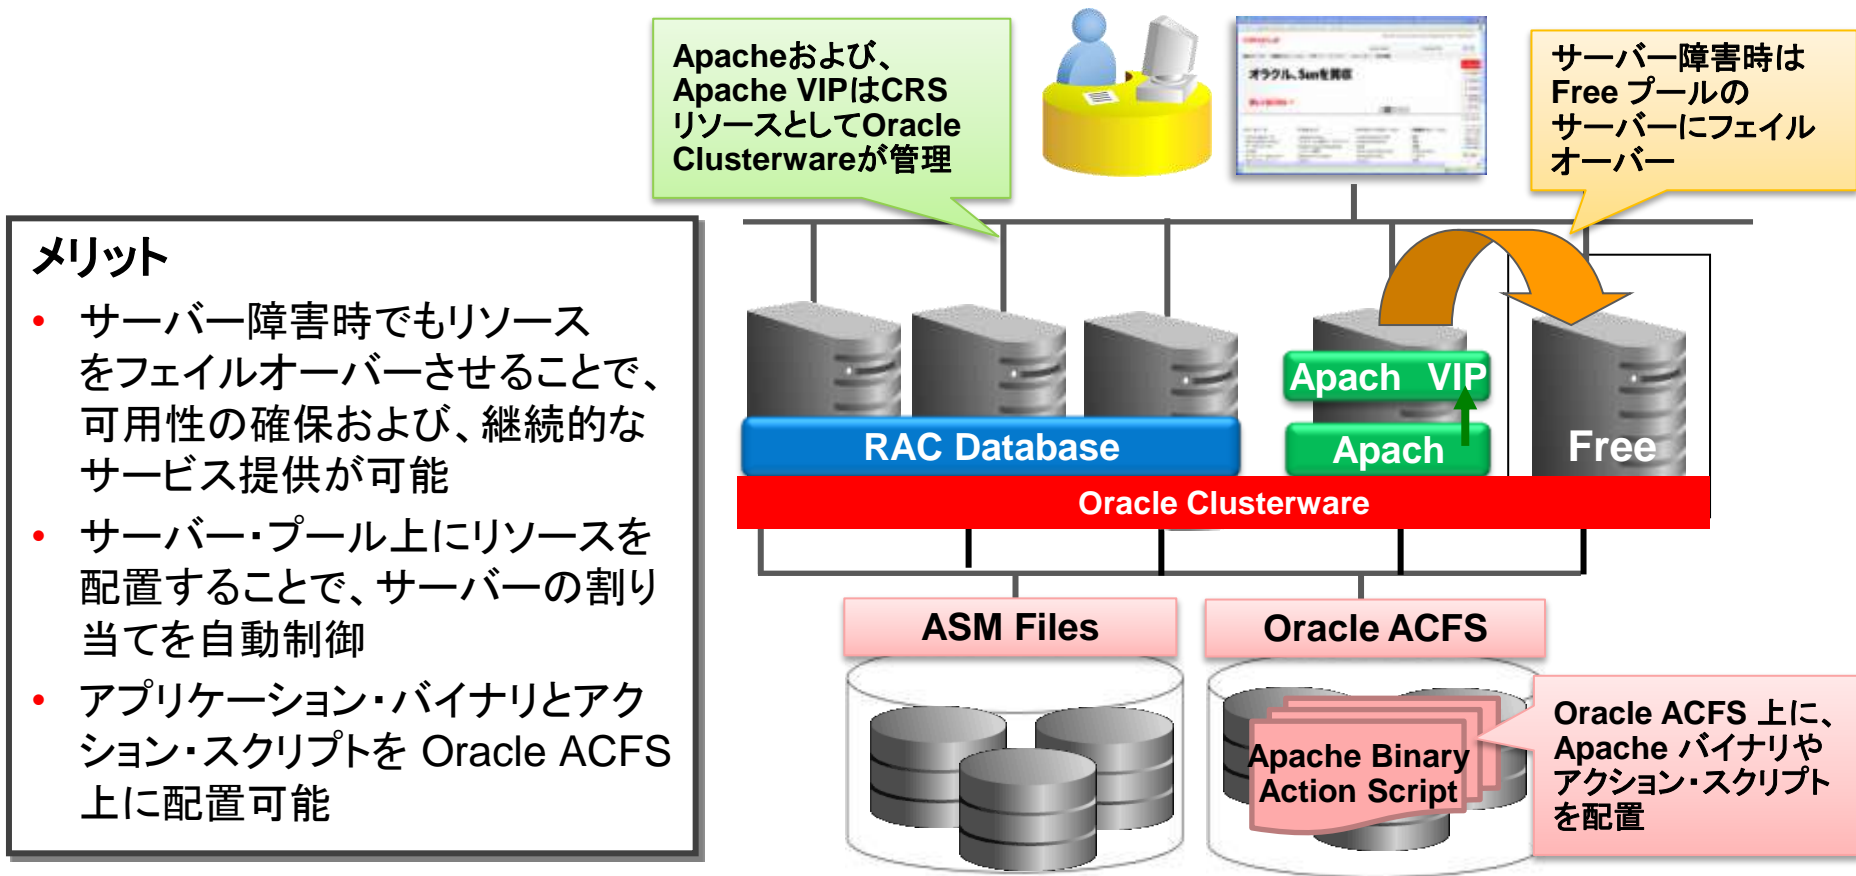 Apacheおよび、
Apache VIPはCRS
リソースとしてOracle
Clusterwareが管理
オラクル、Sunを買収
サーバー障害時は
Free プールの
サーバーにフェイル
オーバー
メリット
• サーバー障害時でもリソース
をフェイルオーバーさせることで、
可用性の確保および、継続的な
サービス提供が可能
• サーバー・プール上にリソースを
配置することで、サーバーの割り
当てを自動制御
• アプリケーション・バイナリとアク
ション・スクリプトを Oracle ACFS
上に配置可能
Apach VIP
RAC Database
Apach
Free
Oracle Clusterware
ASM Files
Oracle ACFS
Apache Binary
Action Script
Oracle ACFS 上に、
Apache バイナリや
アクション・スクリプト
を配置